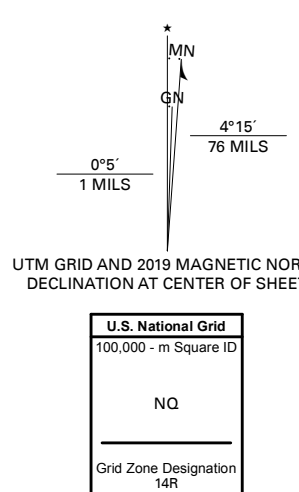 ★
MN
GN
4°15´
76 MILS
0°5´
1 MILS
UTM GRID AND 2019 MAGNETIC NOR
DECLINATION AT CENTER OF SHEET
U.S. National Grid
100,000 - m Square ID
NQ
Grid Zone Designation
14R